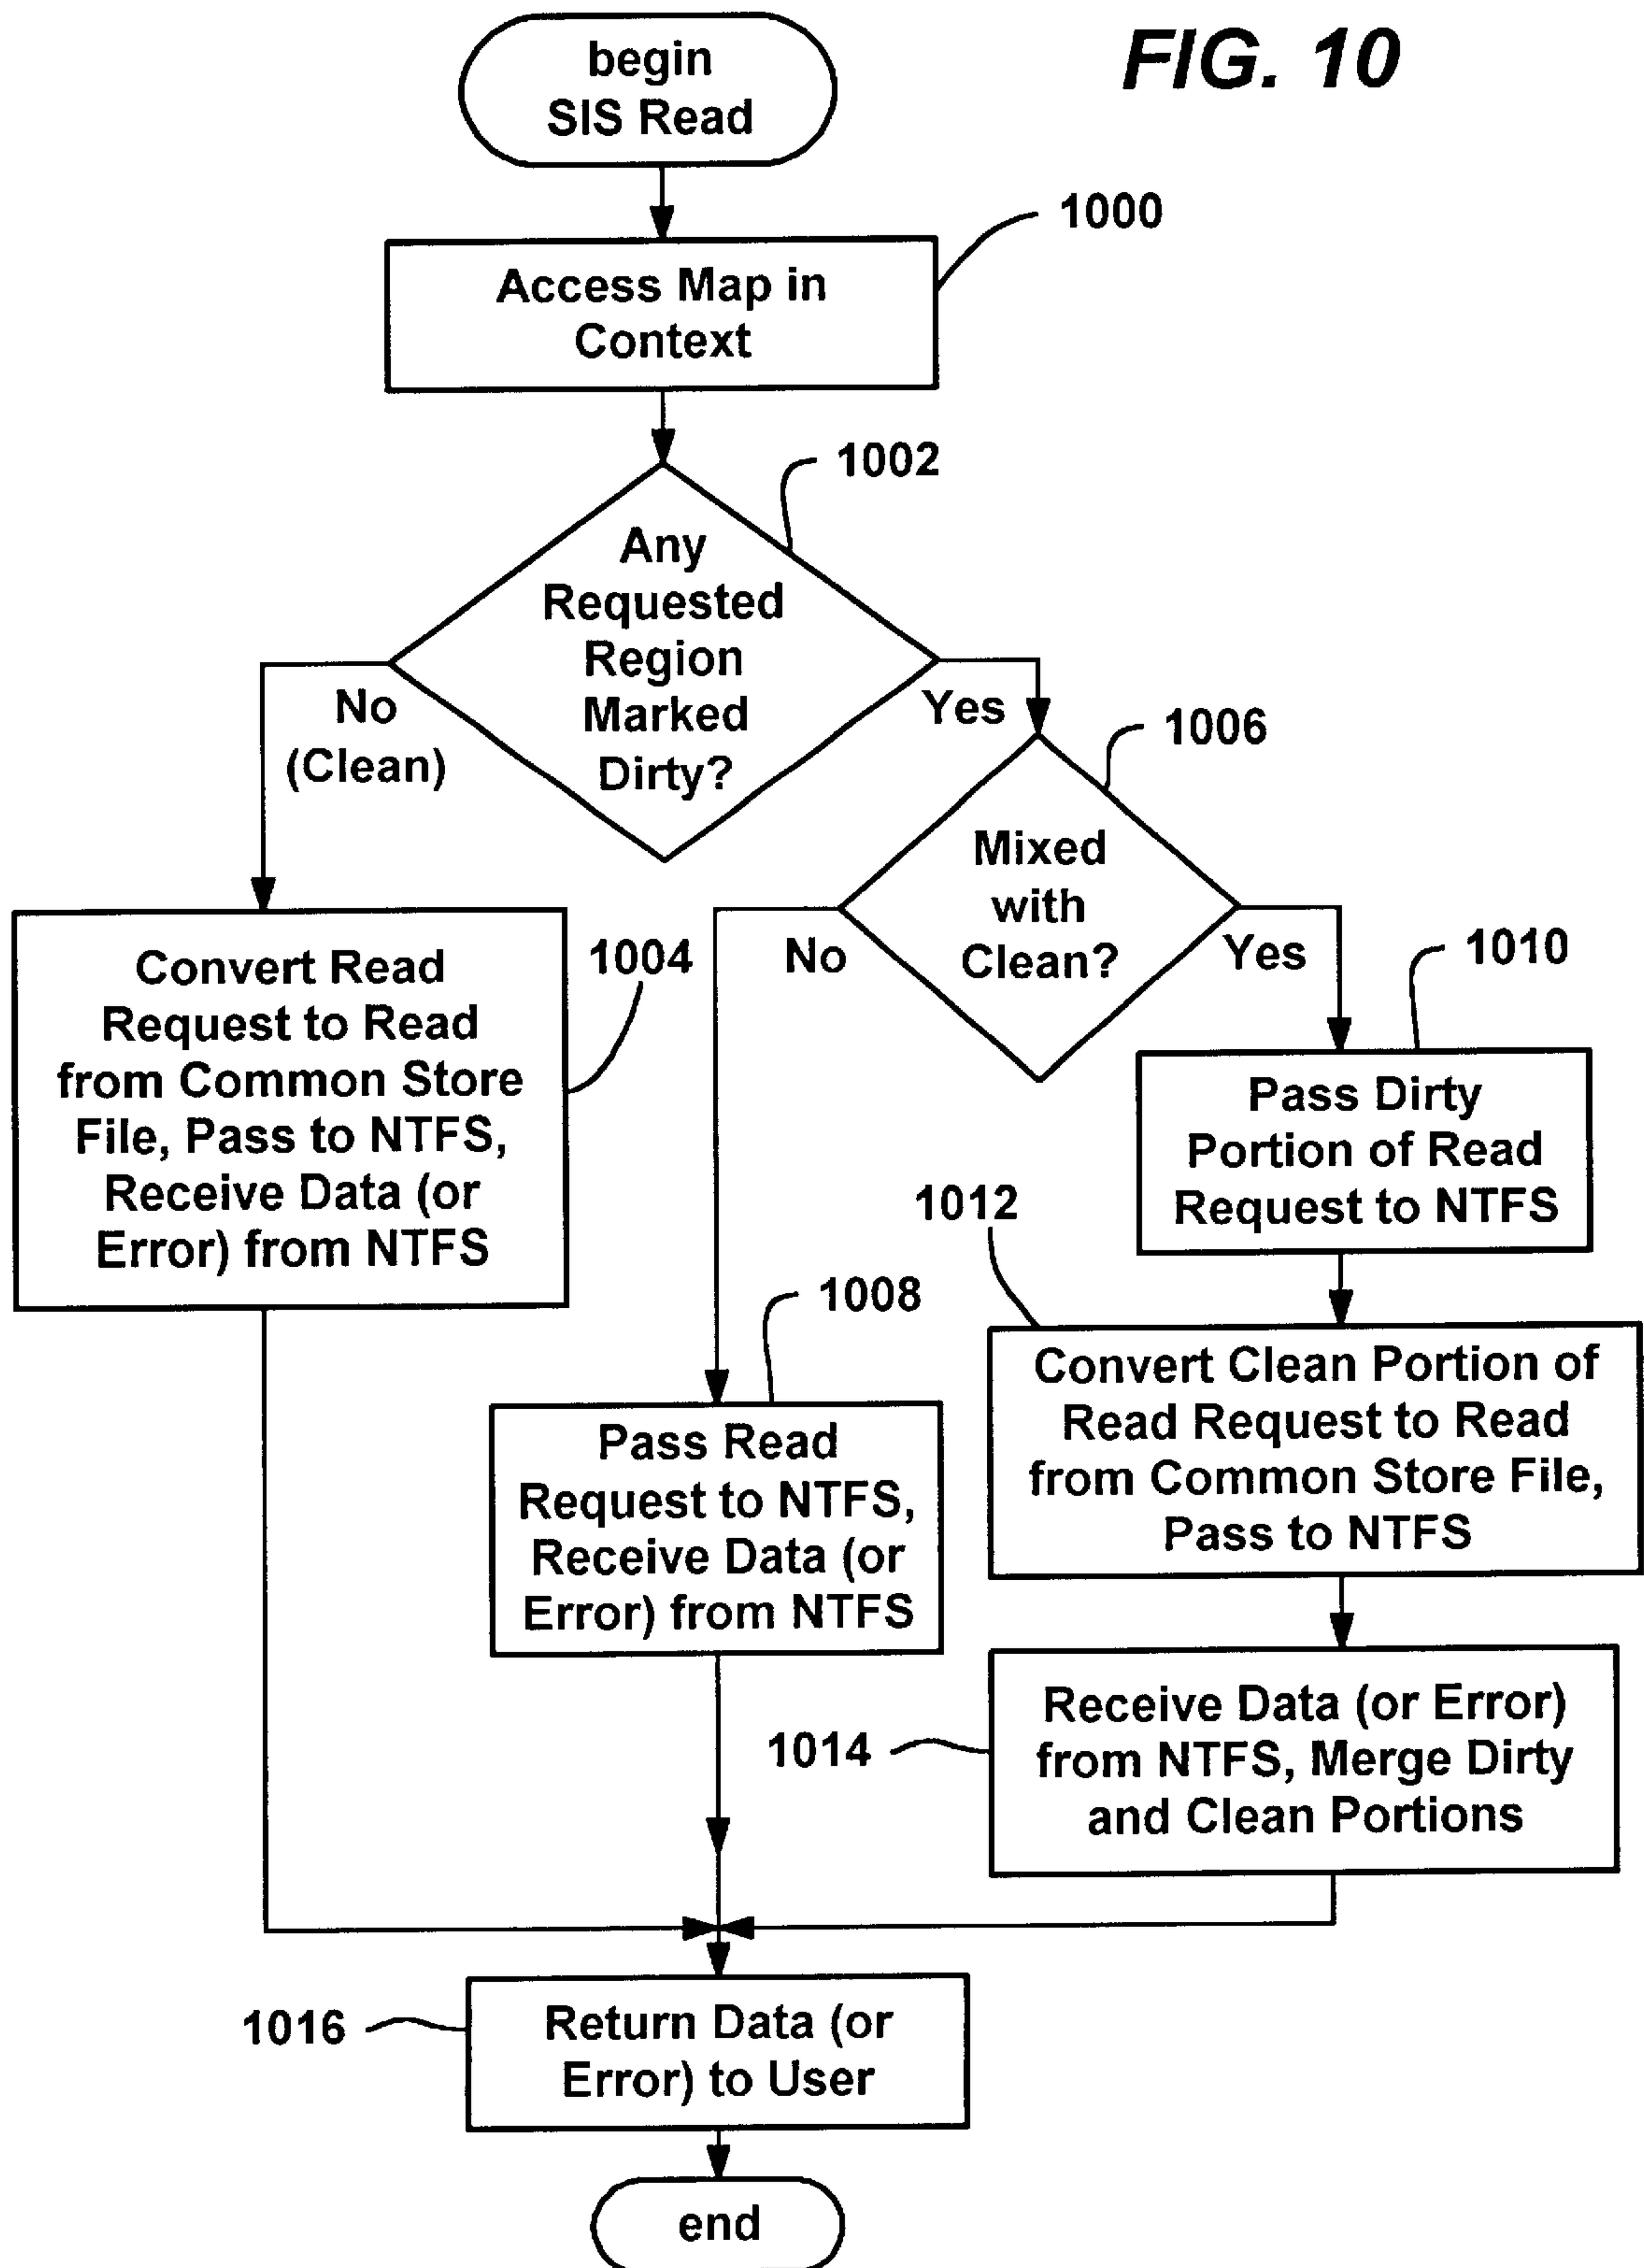 FIG. 10
begin
SIS Read
1000
Access Map in
Context
1002
Any
Requested
Region
Marked
Dirty?
No
(Clean)
Yes
1006
Mixed
with
Clean?
No
Yes
1004
Convert Read
Request to Read
from Common Store
File, Pass to NTFS,
Receive Data (or
Error) from NTFS
1010
Pass Dirty
Portion of Read
Request to NTFS
1012
Convert Clean Portion of
Read Request to Read
from Common Store File,
Pass to NTFS
1008
Pass Read
Request to NTFS,
Receive Data (or
Error) from NTFS
1014
Receive Data (or Error)
from NTFS, Merge Dirty
and Clean Portions
1016
Return Data (or
Error) to User
end